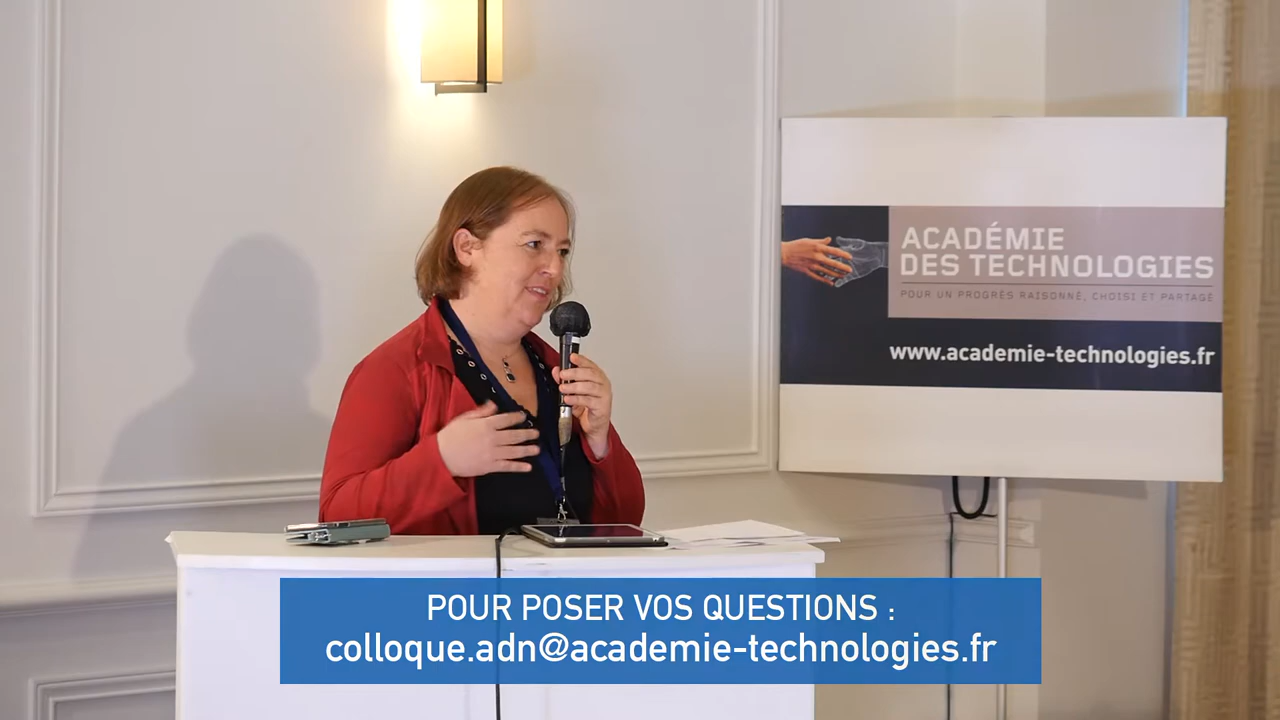 ACADÉMIE
DES TECHNOLOGIES
POUR UN PROGRÈS RAISONNÉ, CHOISI ET PARTAGÉ
www.academie-technologies.fr
POUR POSER VOS QUESTIONS :
colloque.adn@academie-technologies.fr